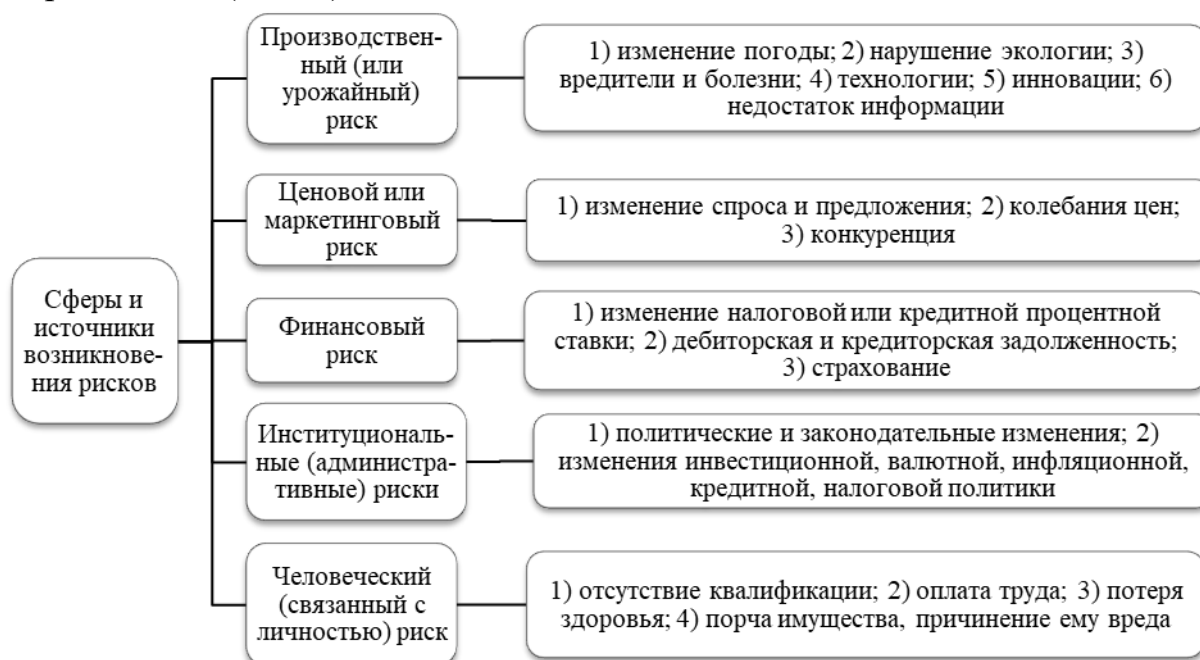 Производствен-
ный (или
урожайный)
риск
1) изменение погоды; 2) нарушение экологии; 3)
вредители и болезни; 4) технологии; 5) инновации; 6)
недостаток информации
Ценовой или
маркетинговый
риск
1) изменение спроса и предложения; 2) колебания цен;
3) конкуренция
Сферы и
источники
возникнове-
ния рисков
Финансовый
риск
1) изменение налоговой или кредитной процентной
ставки; 2) дебиторская и кредиторская задолженность;
3) страхование
Институциональ-
ные (администра-
тивные) риски
1) политические и законодательные изменения; 2)
изменения инвестиционной, валютной, инфляционной,
кредитной, налоговой политики
Человеческий
(связанный с
личностью) риск
1) отсутствие квалификации; 2) оплата труда; 3) потеря
здоровья; 4) порча имущества, причинение ему вреда